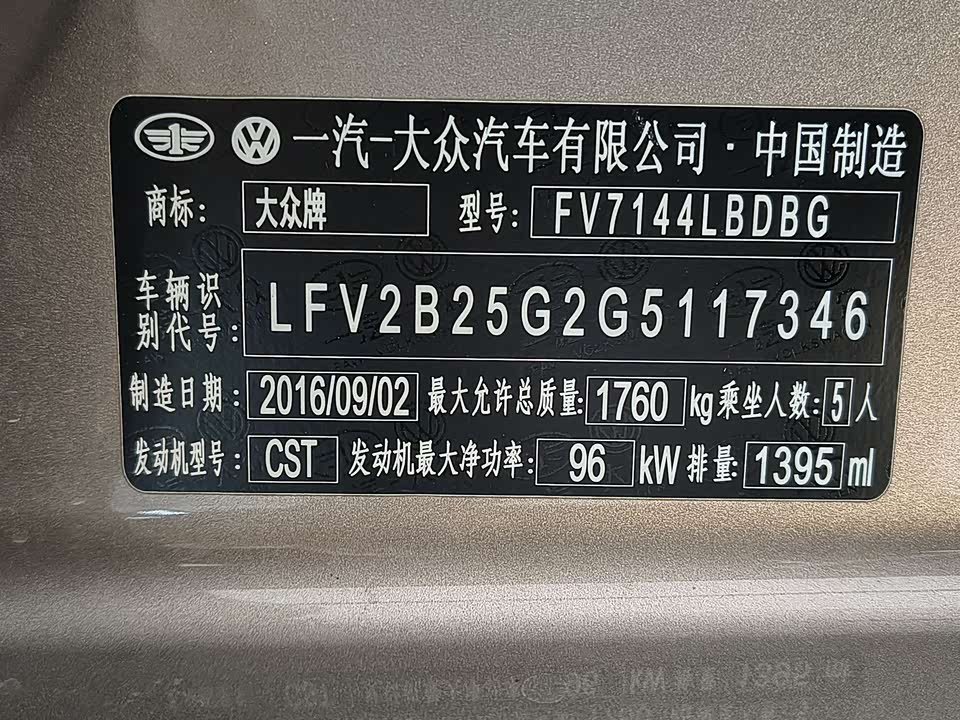 一汽-大众汽车有限公司·中国制造
商标: 大众牌 型号: FV7144LBDBG
车辆识别代号: LFV2B25G2G5117346
制造日期: 2016/09/02 最大允许总质量: 1760 kg 乘坐人数: 5 人
发动机型号: CST 发动机最大净功率: 96 kW 排量: 1395 ml